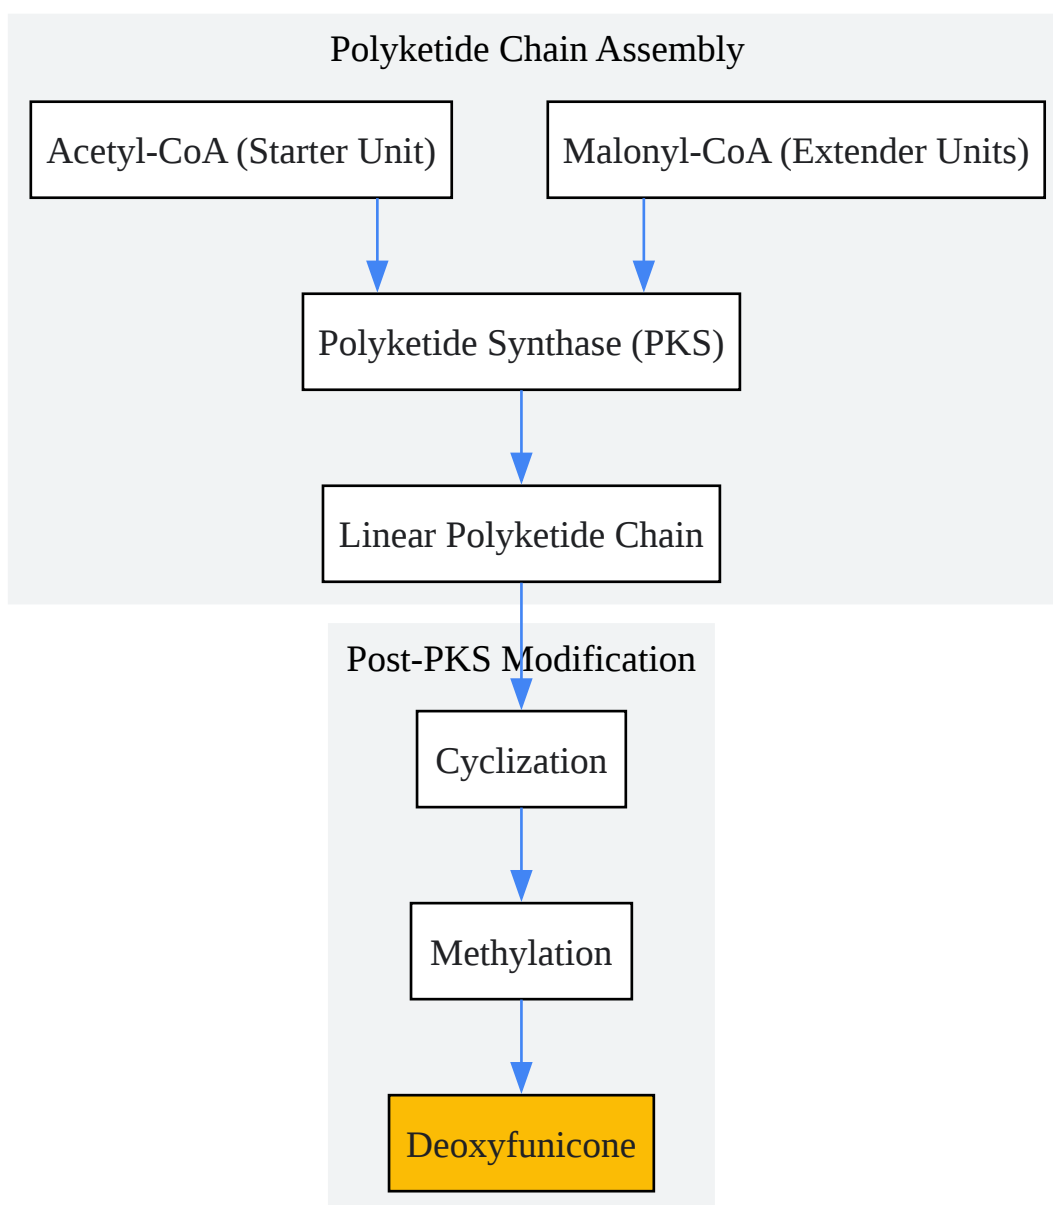 Polyketide Chain Assembly
Acetyl-CoA (Starter Unit)
Malonyl-CoA (Extender Units)
Polyketide Synthase (PKS)
Linear Polyketide Chain
Post-PKS Modification
Cyclization
Methylation
Deoxyfunicone